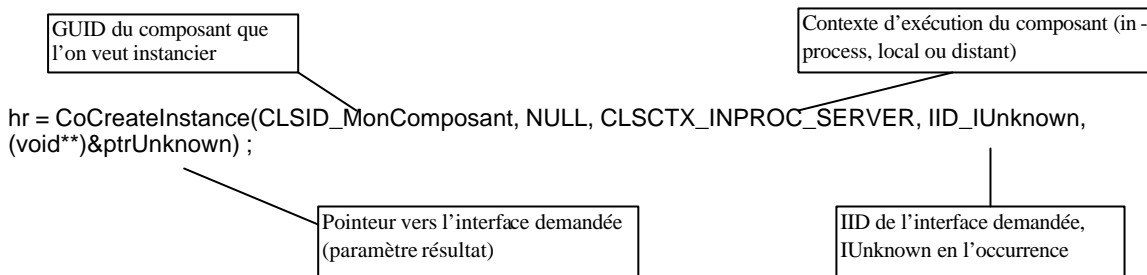 GUID du composant que
l'on veut instancier
Contexte d'exécution du composant (in -
process, local ou distant)
hr = CoCreateInstance(CLSID_MonComposant, NULL, CLSCTX_INPROC_SERVER, IID_IUnknown,
(void**)&ptrUnknown) ;
Pointeur vers l'interface demandée
(paramètre résultat)
IID de l'interface demandée,
IUnknown en l'occurrence